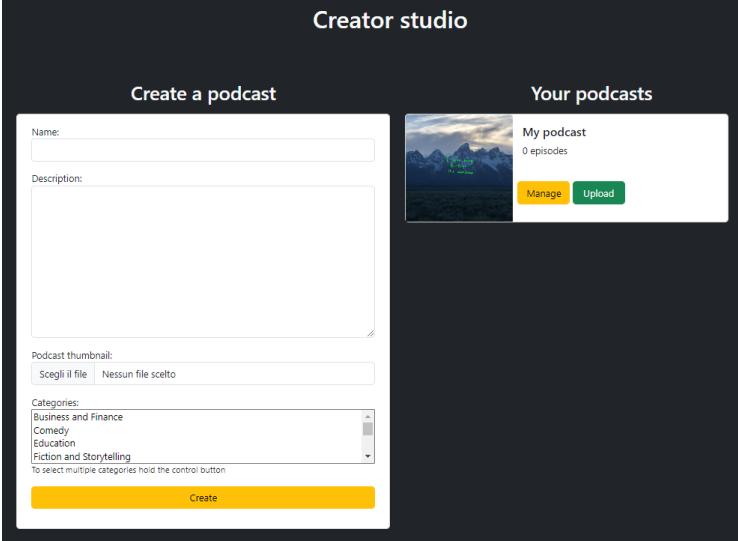 Creator studio
Create a podcast
Name:
Description:
Podcast thumbnail:
Scegli il file Nessun file scelto
Categories:
Business and Finance
Comedy
Education
Fiction and Storytelling
To select multiple categories hold the control button
Create
Your podcasts
My podcast
0 episodes
Manage Upload